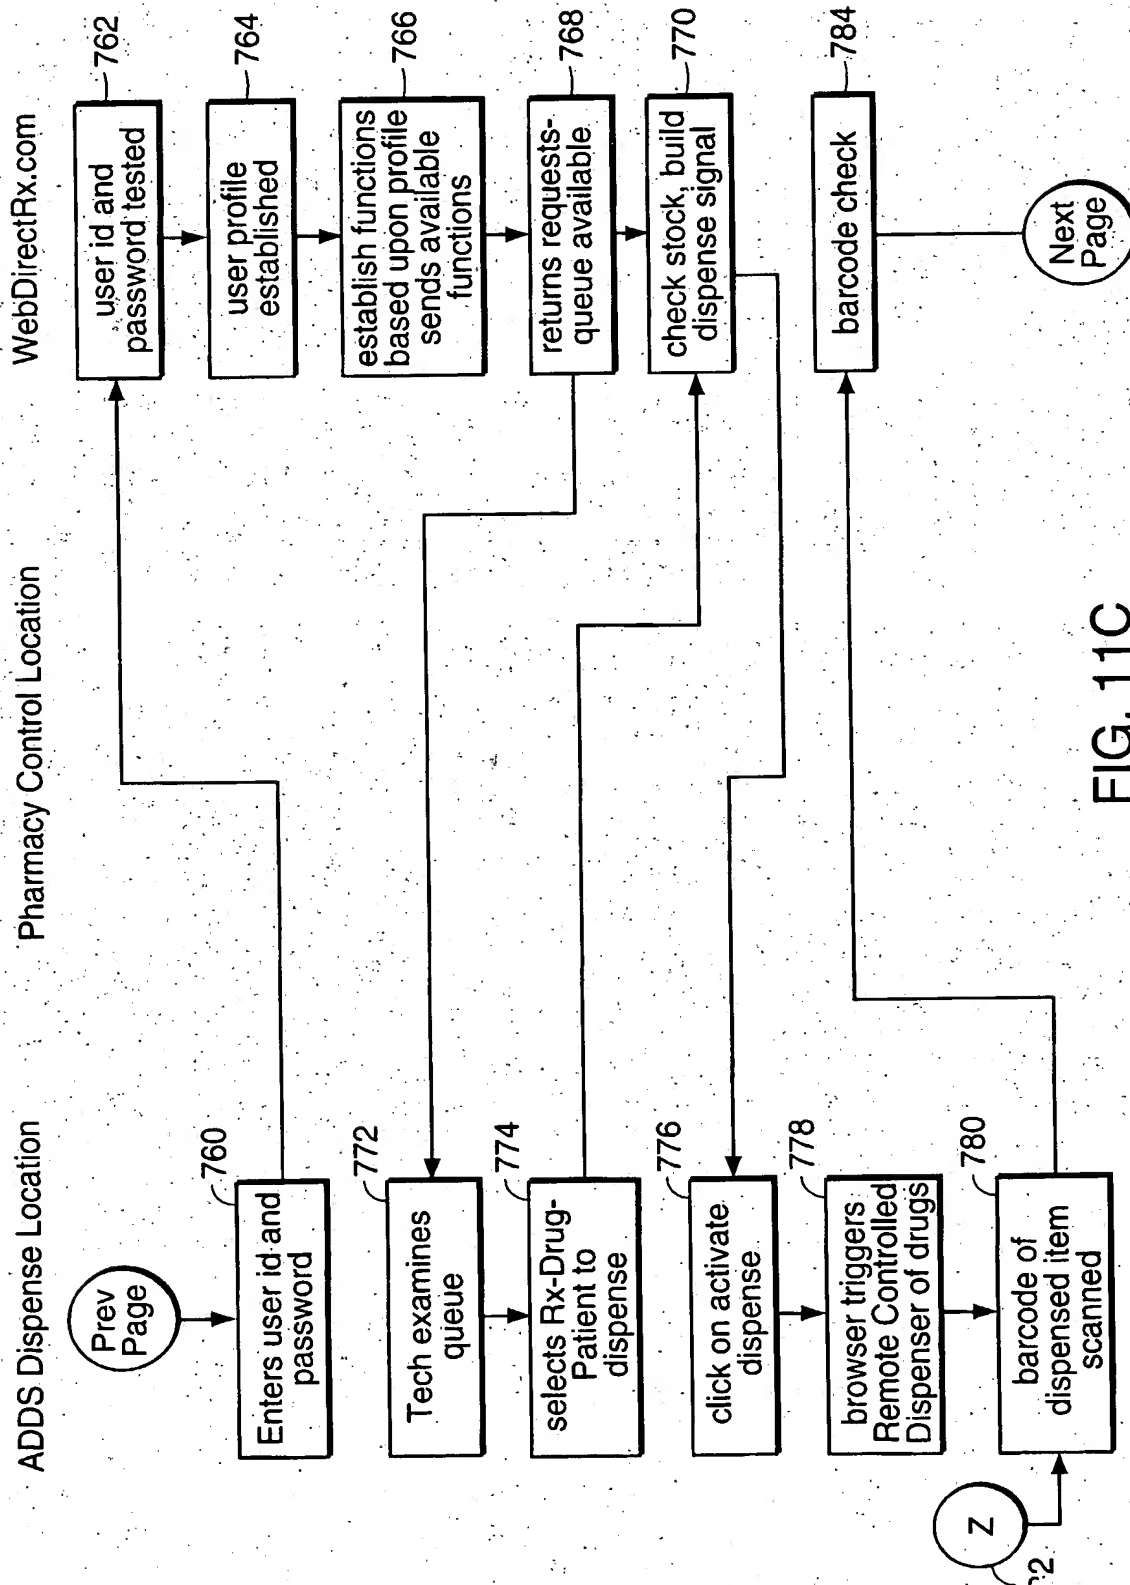 ADDS Dispense Location
Pharmacy Control Location
WebDirectRx.com
Prev
Page
760
Enters user id and
password
762
user id and
password tested
764
user profile
established
766
establish functions
based upon profile
sends available
functions
768
returns requests-
queue available
770
check stock, build
dispense signal
772
Tech examines
queue
774
selects Rx-Drug-
Patient to
dispense
776
click on activate
dispense
778
browser triggers
Remote Controlled
Dispenser of drugs
780
barcode of
dispensed item
scanned
Z
784
barcode check
Next
Page
FIG. 11C